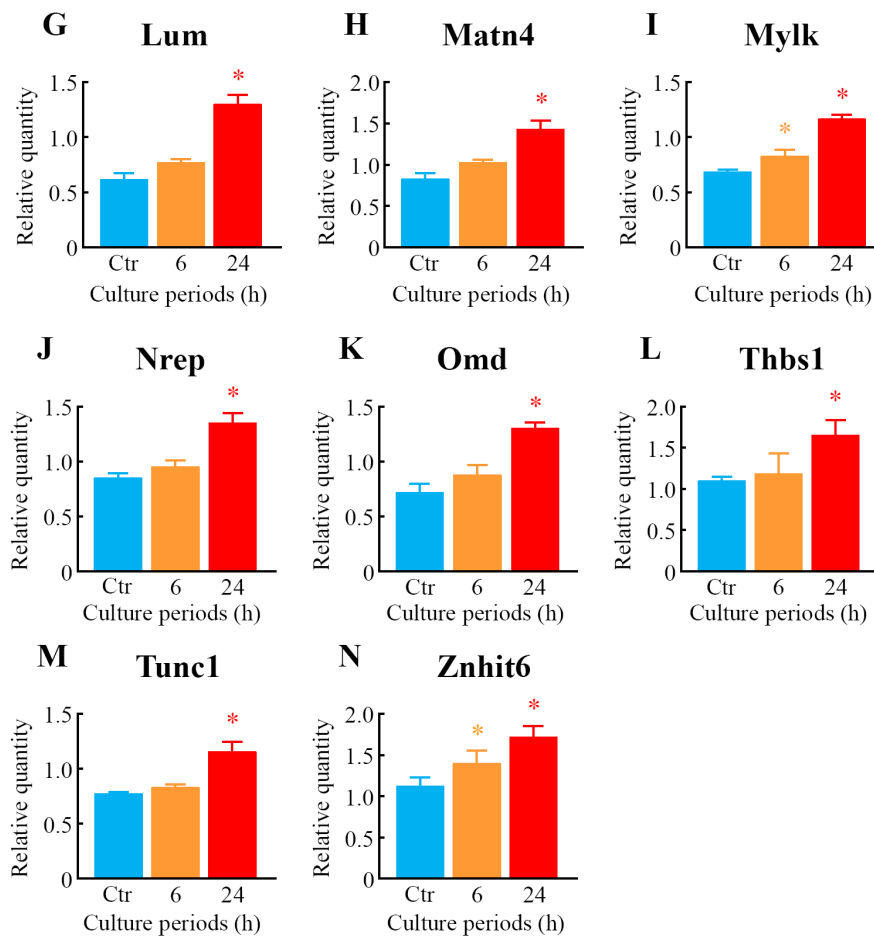 G Lum
*
Relative quantity
1.5
1.0
0.5
0
Ctr 6 24
Culture periods (h)
H Matn4
*
Relative quantity
2.0
1.5
1.0
0.5
0
Ctr 6 24
Culture periods (h)
I Mylk
* *
Relative quantity
1.5
1.0
0.5
0
Ctr 6 24
Culture periods (h)
J Nrep
*
Relative quantity
1.5
1.0
0.5
0
Ctr 6 24
Culture periods (h)
K Omd
*
Relative quantity
1.5
1.0
0.5
0
Ctr 6 24
Culture periods (h)
L Thbs1
*
Relative quantity
2.0
1.5
1.0
0.5
0
Ctr 6 24
Culture periods (h)
M Tunc1
*
Relative quantity
1.5
1.0
0.5
0
Ctr 6 24
Culture periods (h)
N Znhit6
* *
Relative quantity
2.0
1.5
1.0
0.5
0
Ctr 6 24
Culture periods (h)